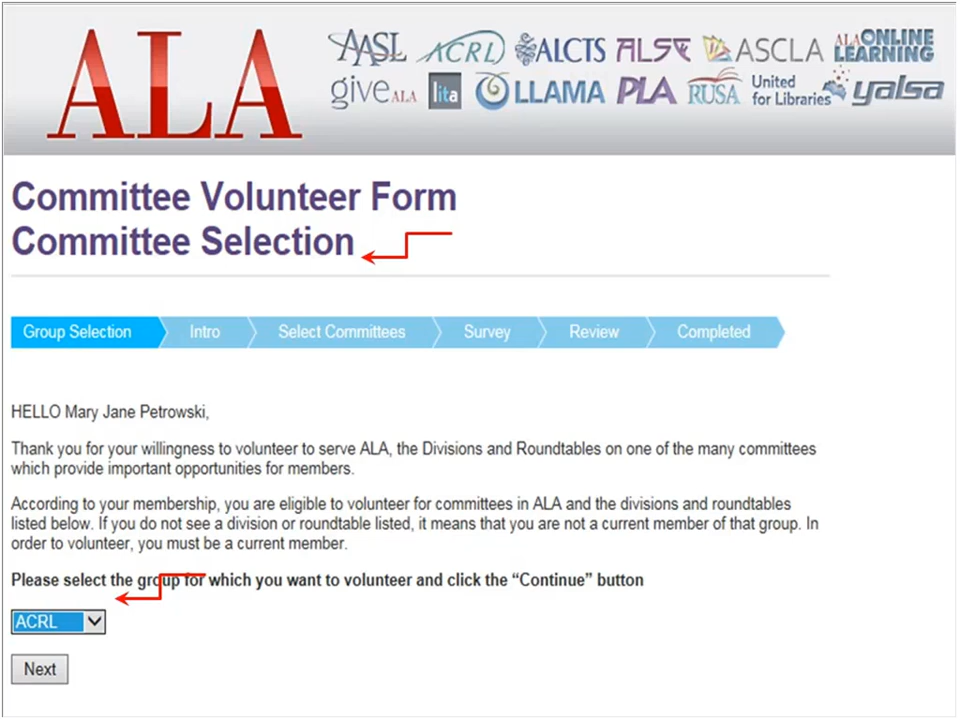 ALA
AASL ACRL ALCTS ALSC ASCLA ALA ONLINE LEARNING
give ALA lita LLAMA PLA RUSA United for Libraries yalsa
Committee Volunteer Form
Committee Selection
Group Selection Intro Select Committees Survey Review Completed
HELLO Mary Jane Petrowski,
Thank you for your willingness to volunteer to serve ALA, the Divisions and Roundtables on one of the many committees
which provide important opportunities for members.
According to your membership, you are eligible to volunteer for committees in ALA and the divisions and roundtables
listed below. If you do not see a division or roundtable listed, it means that you are not a current member of that group. In
order to volunteer, you must be a current member.
Please select the group for which you want to volunteer and click the “Continue” button
ACRL
Next